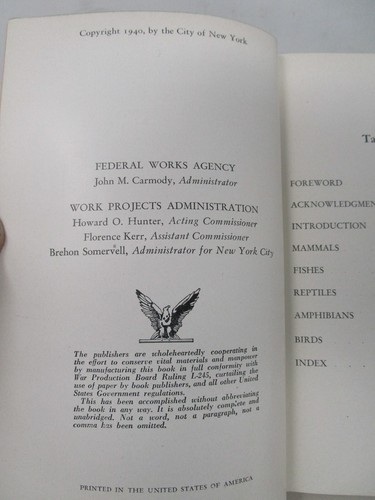 Copyright 1940, by the City of New York
FEDERAL WORKS AGENCY
John M. Carmody, Administrator
WORK PROJECTS ADMINISTRATION
Howard O. Hunter, Acting Commissioner
Florence Kerr, Assistant Commissioner
Brehon Somervell, Administrator for New York City
The publishers are wholeheartedly cooperating in
the effort to conserve vital materials and manpower
by manufacturing this book in full conformity with
War Production Board Ruling L-245, curtailing the
use of paper by book publishers, and all other United
States Government regulations.
This has been accomplished without abbreviating
the book in any way. It is absolutely complete and
unabridged. Not a word, not a paragraph, not a
comma has been omitted.
PRINTED IN THE UNITED STATES OF AMERICA
Ta
FOREWORD
ACKNOWLEDGMEN
INTRODUCTION
MAMMALS
FISHES
REPTILES
AMPHIBIANS
BIRDS
INDEX